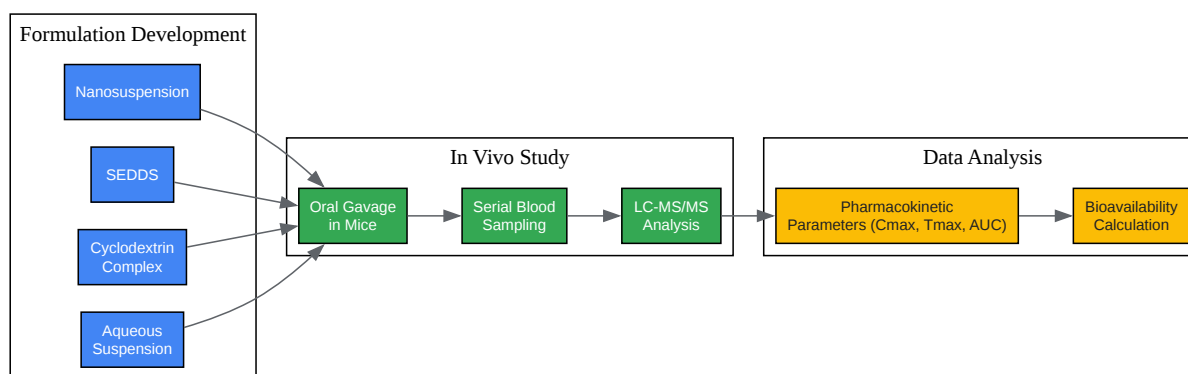 Formulation Development
Nanosuspension
SEDDS
Cyclodextrin
Complex
Aqueous
Suspension
In Vivo Study
Oral Gavage
in Mice
Serial Blood
Sampling
LC-MS/MS
Analysis
Data Analysis
Pharmacokinetic
Parameters (Cmax, Tmax, AUC)
Bioavailability
Calculation